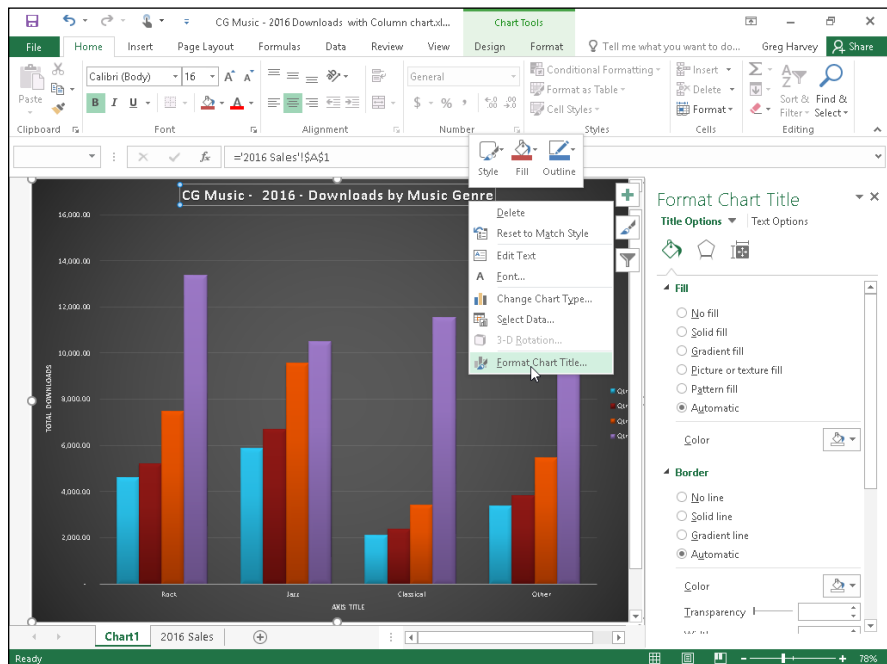 CG Music - 2016 Downloads with Column chart.xl...
Chart Tools
File Home Insert Page Layout Formulas Data Review View Design Format Tell me what you want to do... Greg Harvey Share
Paste
Calibri (Body) 16 A A
B I U A
General
$ % ,
Conditional Formatting
Format as Table
Cell Styles
Insert
Delete
Format
Sort & Filter
Find & Select
Clipboard Font Alignment Number Styles Cells Editing
fx ='2016 Sales'!$A$1
Style Fill Outline
CG Music - 2016 - Downloads by Music Genre
Delete
Reset to Match Style
Edit Text
A Font...
Change Chart Type...
Select Data...
3-D Rotation...
Format Chart Title...
16,000.00
14,000.00
12,000.00
10,000.00
8,000.00
6,000.00
4,000.00
2,000.00
-
TOTAL DOWNLOADS
Rock Jazz Classical Other
AXIS TITLE
Qtr
Qtr
Qtr
Qtr
Format Chart Title
Title Options Text Options
Fill
No fill
Solid fill
Gradient fill
Picture or texture fill
Pattern fill
Automatic
Color
Border
No line
Solid line
Gradient line
Automatic
Color
Transparency
Chart1 2016 Sales
Ready
78%